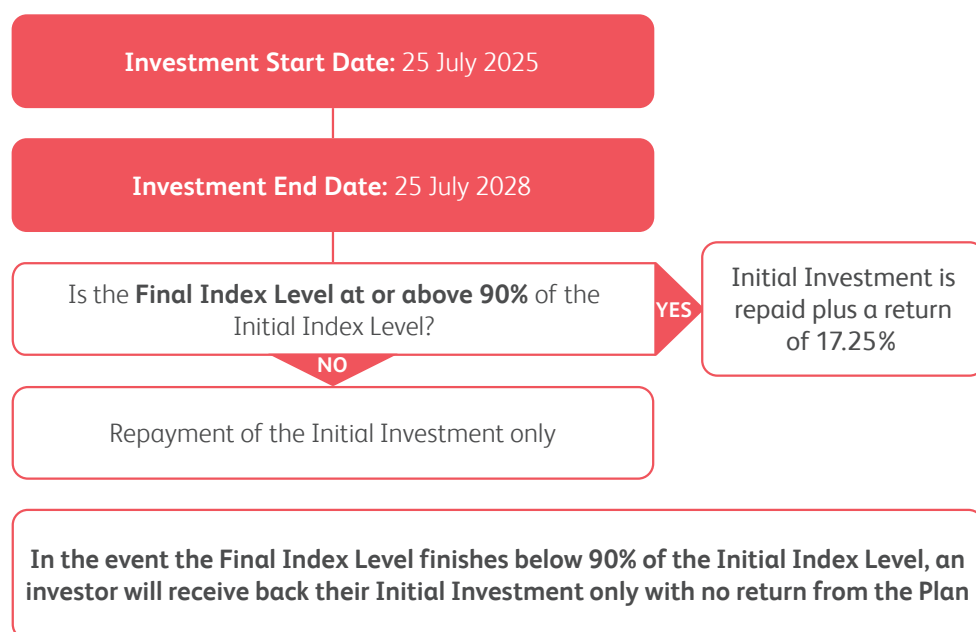 Investment Start Date: 25 July 2025
Investment End Date: 25 July 2028
Is the Final Index Level at or above 90% of the
Initial Index Level?
YES
Initial Investment is
repaid plus a return
of 17.25%
NO
Repayment of the Initial Investment only
In the event the Final Index Level finishes below 90% of the Initial Index Level, an
investor will receive back their Initial Investment only with no return from the Plan